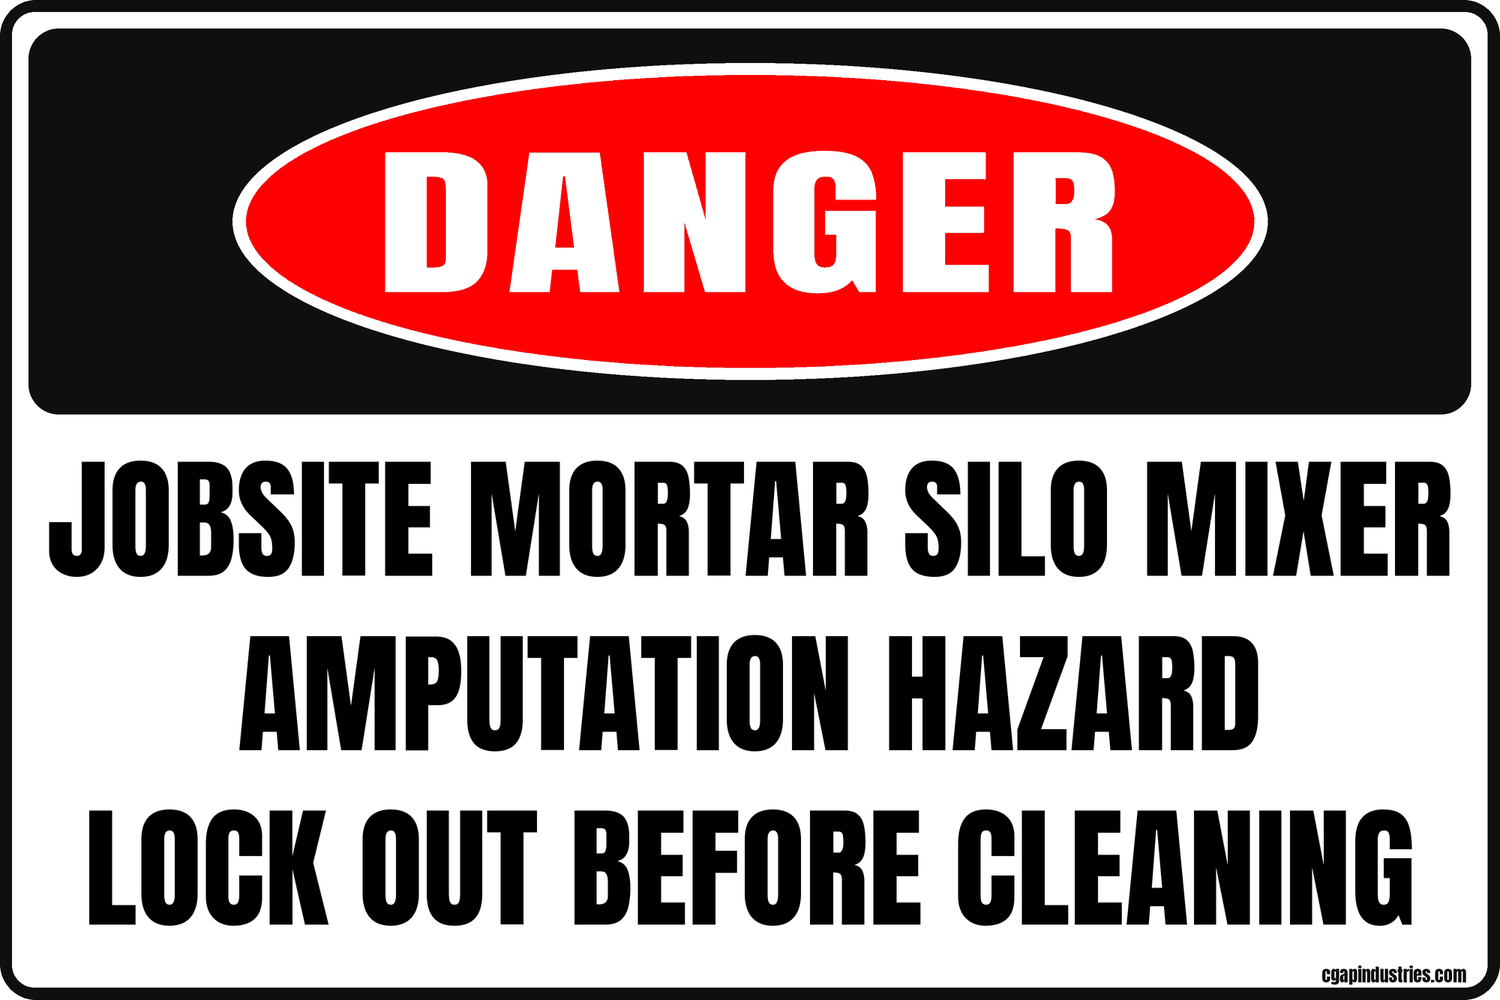 DANGER
JOBSITE MORTAR SILO MIXER
AMPUTATION HAZARD
LOCK OUT BEFORE CLEANING
cgapindustries.com